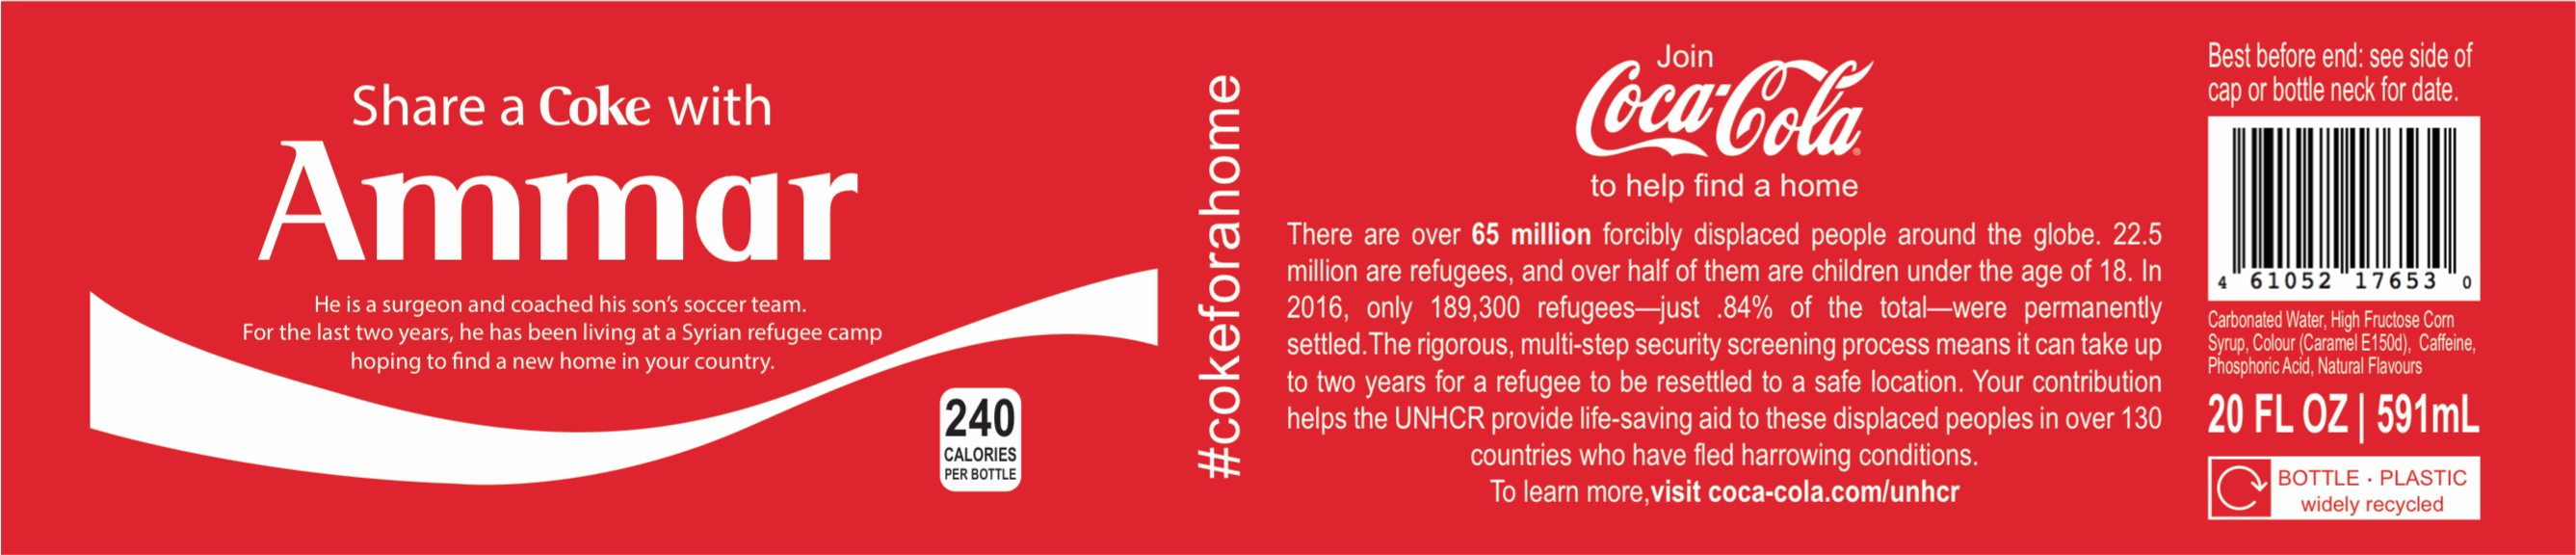 Share a Coke with
Ammar
He is a surgeon and coached his son's soccer team.
For the last two years, he has been living at a Syrian refugee camp
hoping to find a new home in your country.
240
CALORIES
PER BOTTLE
#cokeforahome
Join
Coca-Cola®
to help find a home
There are over 65 million forcibly displaced people around the globe. 22.5
million are refugees, and over half of them are children under the age of 18. In
2016, only 189,300 refugees—just .84% of the total—were permanently
settled.The rigorous, multi-step security screening process means it can take up
to two years for a refugee to be resettled to a safe location. Your contribution
helps the UNHCR provide life-saving aid to these displaced peoples in over 130
countries who have fled harrowing conditions.
To learn more,visit coca-cola.com/unhcr
Best before end: see side of
cap or bottle neck for date.
4 61052 17653 0
Carbonated Water, High Fructose Corn
Syrup, Colour (Caramel E150d), Caffeine,
Phosphoric Acid, Natural Flavours
20 FL OZ | 591mL
BOTTLE · PLASTIC
widely recycled